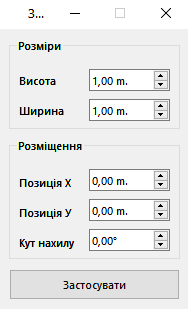 З...
Розміри
Висота 1,00 m.
Ширина 1,00 m.
Розміщення
Позиція X 0,00 m.
Позиція У 0,00 m.
Кут нахилу 0,00°
Застосувати